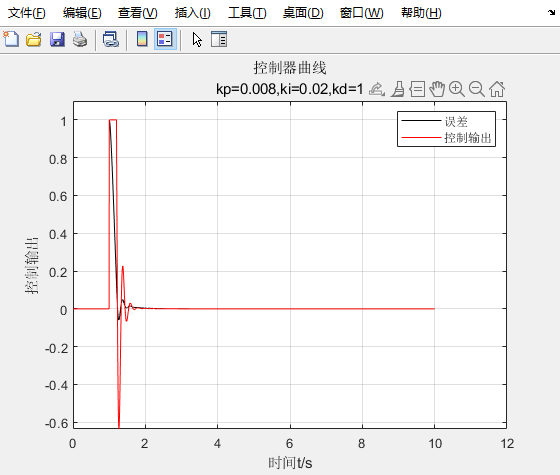 文件(F) 编辑(E) 查看(V) 插入(I) 工具(T) 桌面(D) 窗口(W) 帮助(H)
控制器曲线
kp=0.008,ki=0.02,kd=1
误差
控制输出
1
0.8
0.6
0.4
0.2
0
-0.2
-0.4
-0.6
控制输出
0 2 4 6 8 10 12
时间t/s